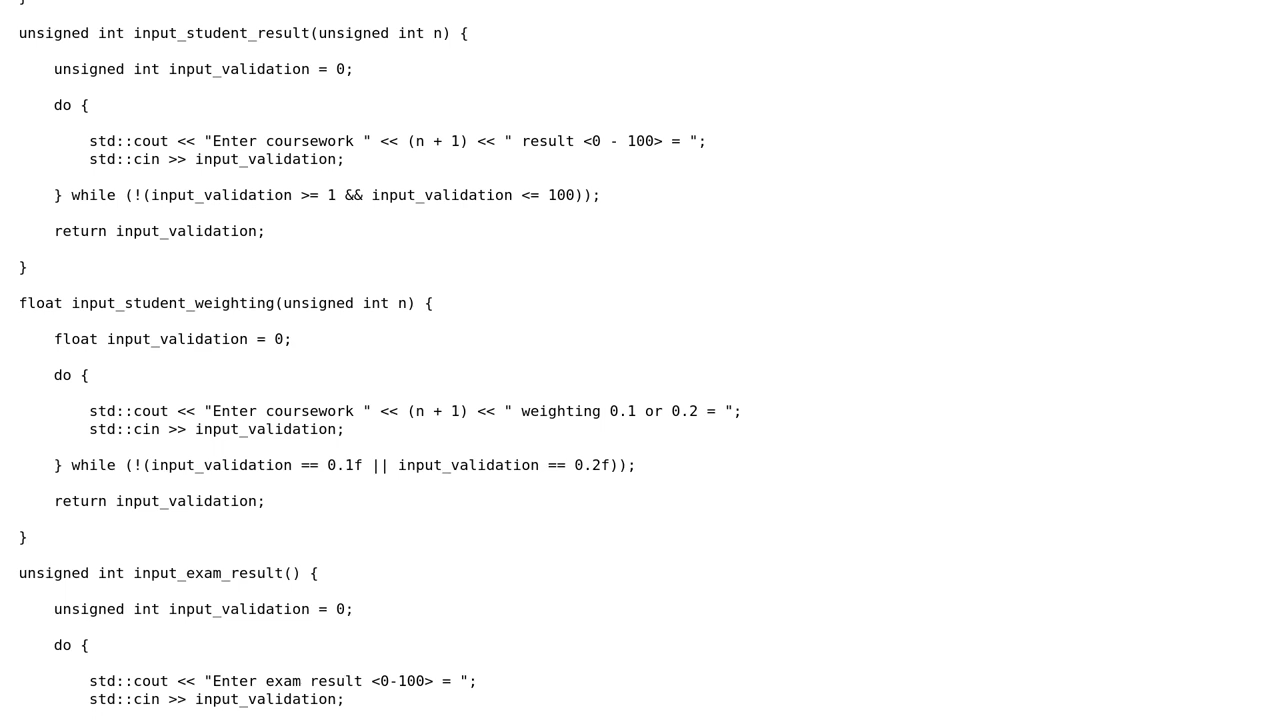 }
unsigned int input_student_result(unsigned int n) {
unsigned int input_validation = 0;
do {
std::cout << "Enter coursework " << (n + 1) << " result <0 - 100> = ";
std::cin >> input_validation;
} while (!(input_validation >= 1 && input_validation <= 100));
return input_validation;
}
float input_student_weighting(unsigned int n) {
float input_validation = 0;
do {
std::cout << "Enter coursework " << (n + 1) << " weighting 0.1 or 0.2 = ";
std::cin >> input_validation;
} while (!(input_validation == 0.1f || input_validation == 0.2f));
return input_validation;
}
unsigned int input_exam_result() {
unsigned int input_validation = 0;
do {
std::cout << "Enter exam result <0-100> = ";
std::cin >> input_validation;